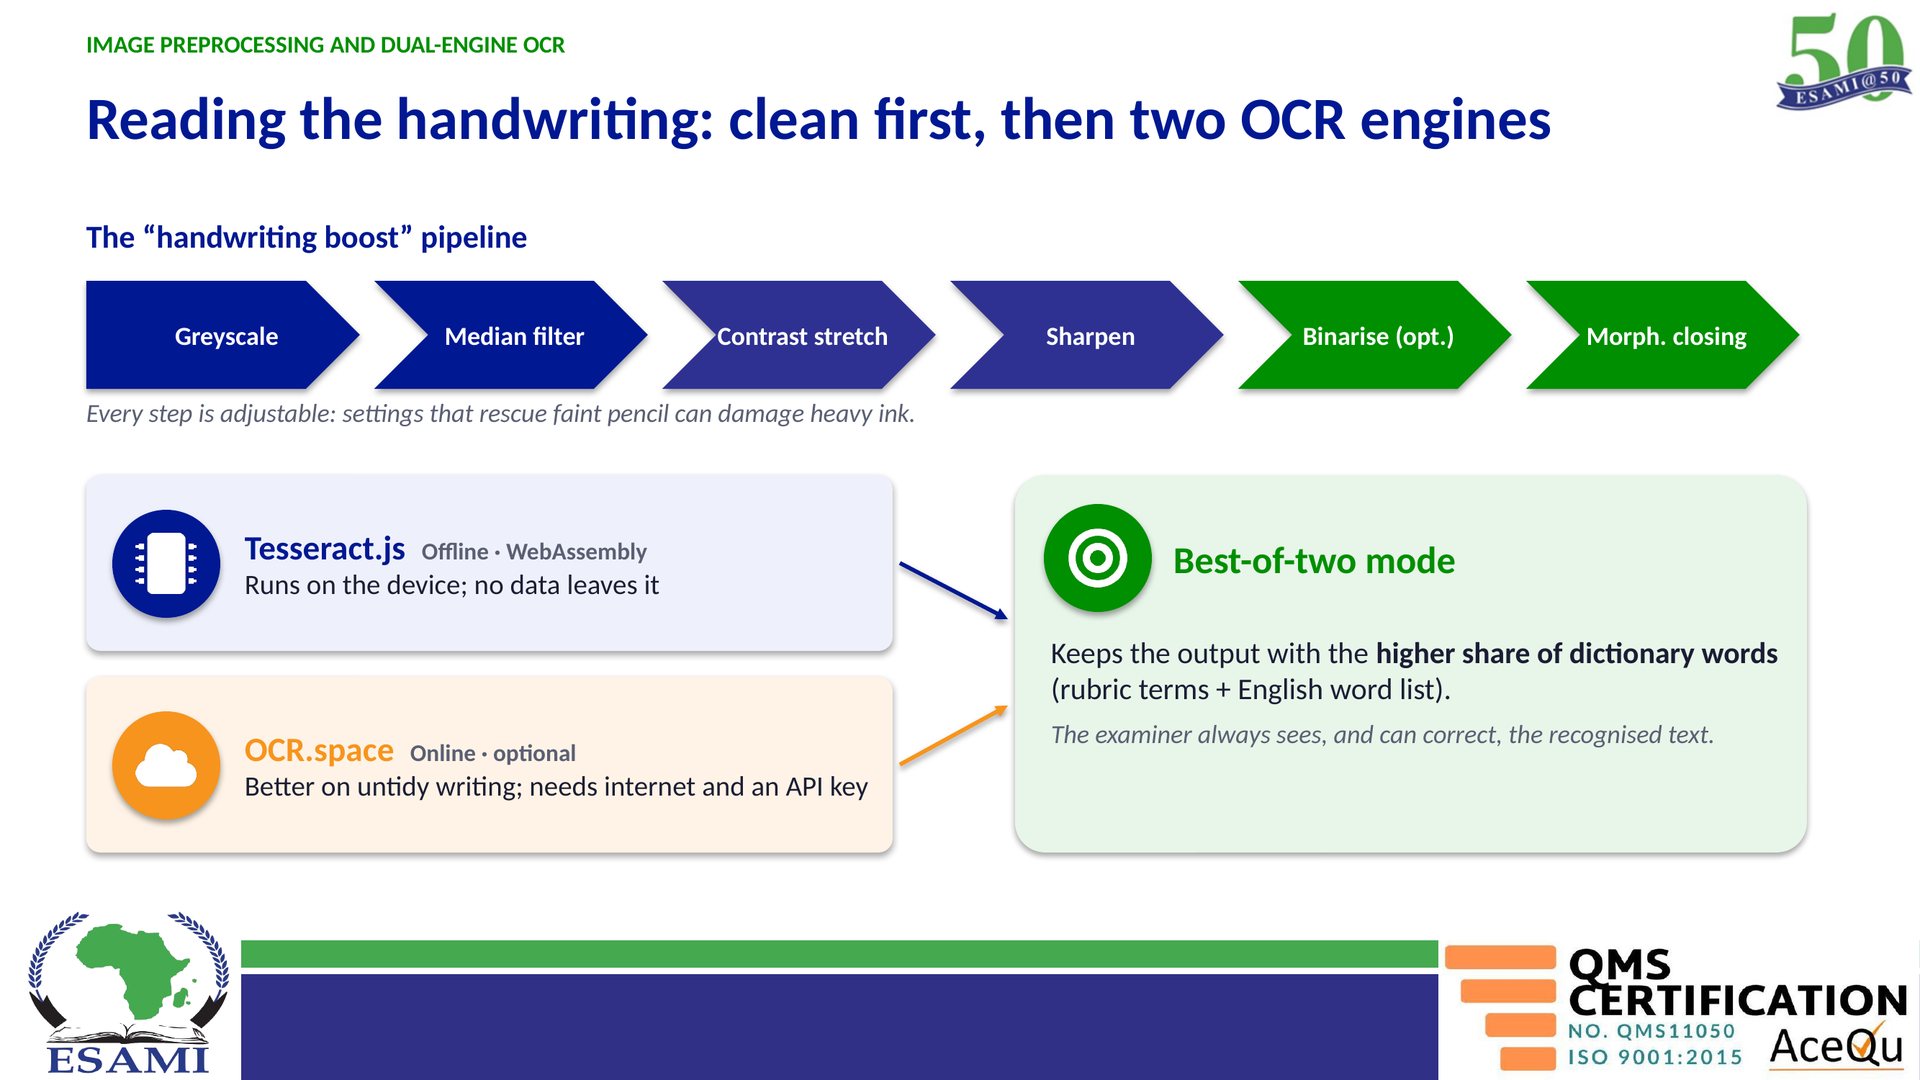 IMAGE PREPROCESSING AND DUAL-ENGINE OCR
50
ESAMI@50
Reading the handwriting: clean first, then two OCR engines
The “handwriting boost” pipeline
Greyscale
Median filter
Contrast stretch
Sharpen
Binarise (opt.)
Morph. closing
Every step is adjustable: settings that rescue faint pencil can damage heavy ink.
Tesseract.js Offline · WebAssembly
Runs on the device; no data leaves it
OCR.space Online · optional
Better on untidy writing; needs internet and an API key
Best-of-two mode
Keeps the output with the higher share of dictionary words
(rubric terms + English word list).
The examiner always sees, and can correct, the recognised text.
ESAMI
QMS
CERTIFICATION
NO. QMS11050
ISO 9001:2015
AceQu